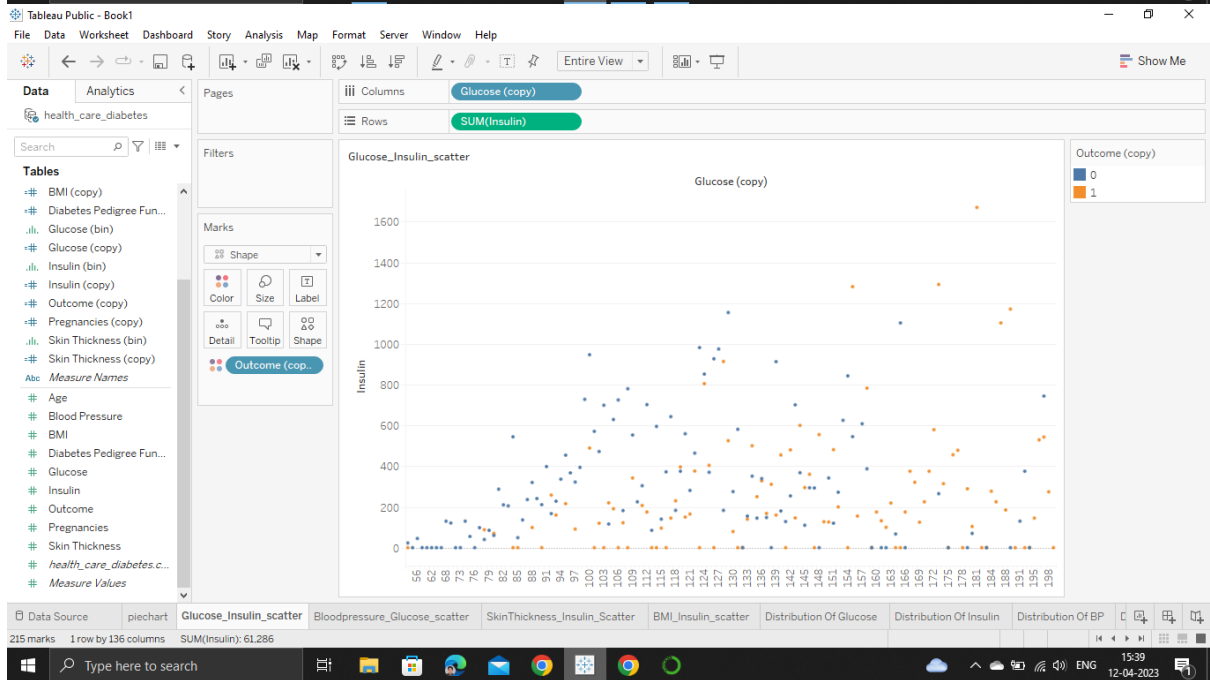 Tableau Public - Book1
File Data Worksheet Dashboard Story Analysis Map Format Server Window Help
Entire View
Show Me
Data Analytics
health_care_diabetes
Search
Tables
BMI (copy)
Diabetes Pedigree Fun...
Glucose (bin)
Glucose (copy)
Insulin (bin)
Insulin (copy)
Outcome (copy)
Pregnancies (copy)
Skin Thickness (bin)
Skin Thickness (copy)
Abc Measure Names
Age
Blood Pressure
BMI
Diabetes Pedigree Fun...
Glucose
Insulin
Outcome
Pregnancies
Skin Thickness
health_care_diabetes.c...
Measure Values
Pages
Filters
Marks
Shape
Color Size Label
Detail Tooltip Shape
Outcome (cop..
Columns Glucose (copy)
Rows SUM(Insulin)
Glucose_Insulin_scatter
Glucose (copy)
Insulin
1600
1400
1200
1000
800
600
400
200
0
56 62 68 73 76 79 82 85 88 91 94 97 100 103 106 109 112 115 118 121 124 127 130 133 136 139 142 145 148 151 154 157 160 163 166 169 172 175 178 181 184 188 191 195 198
Outcome (copy)
0
1
Data Source piechart Glucose_Insulin_scatter Bloodpressure_Glucose_scatter SkinThickness_Insulin_Scatter BMI_Insulin_scatter Distribution Of Glucose Distribution Of Insulin Distribution Of BP
215 marks 1 row by 136 columns SUM(Insulin): 61,286
Type here to search
ENG
15:39
12-04-2023
1